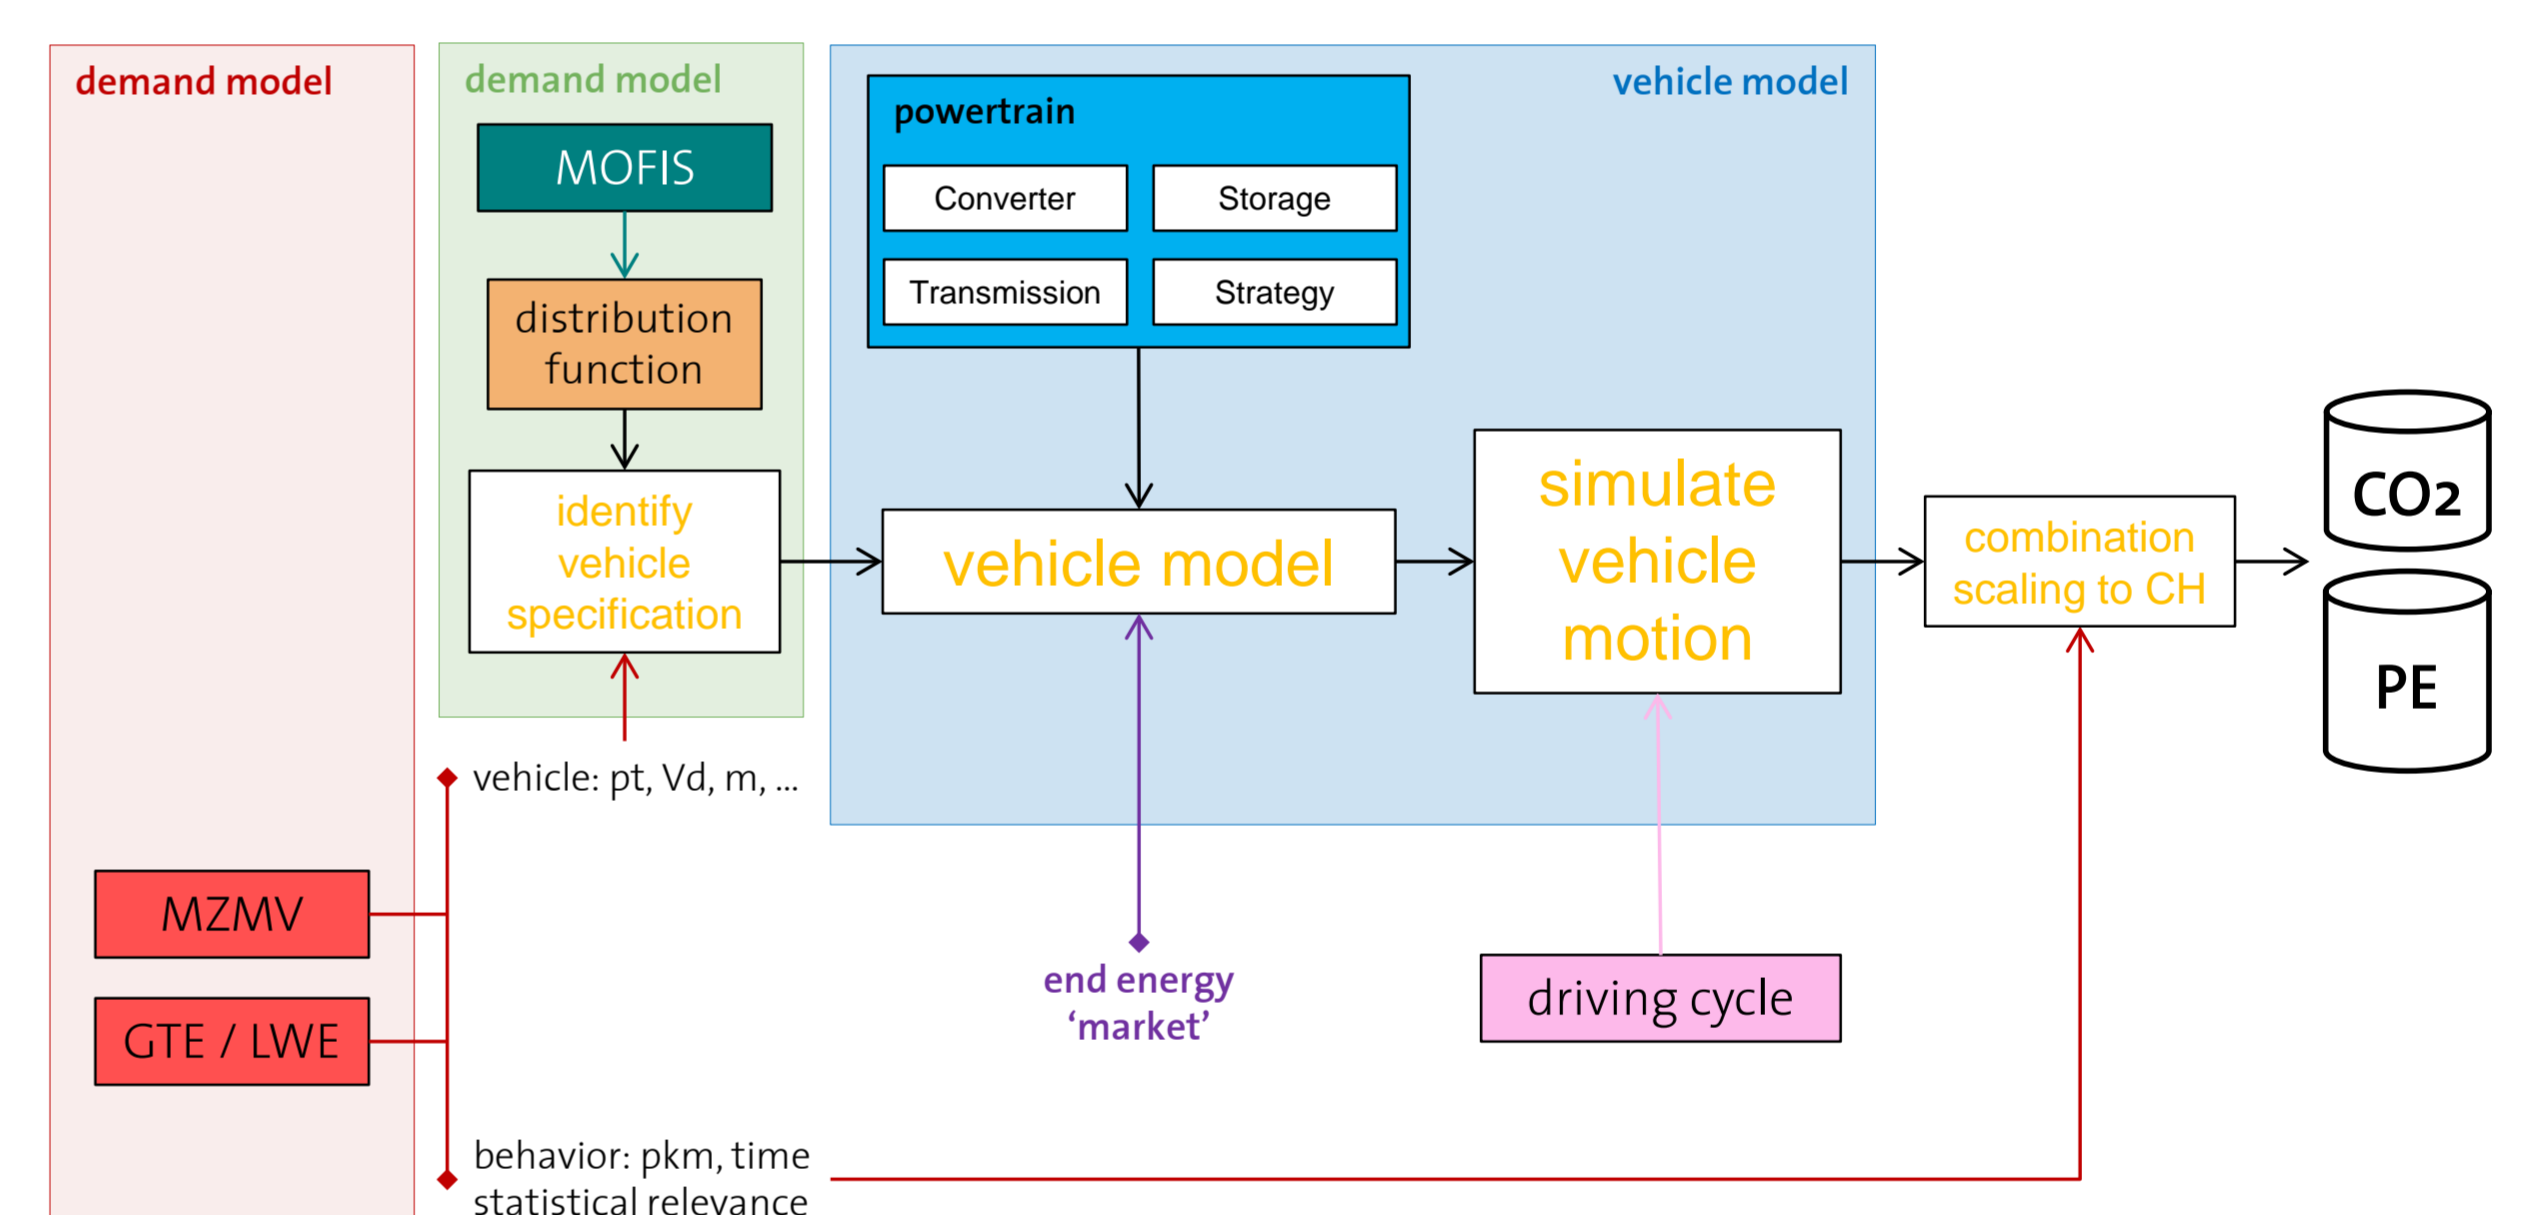 demand model
demand model
vehicle model
MOFIS
distribution
function
identify
vehicle
specification
powertrain
Converter
Storage
Transmission
Strategy
vehicle model
simulate
vehicle
motion
combination
scaling to CH
CO2
PE
vehicle: pt, Vd, m, ...
MZMV
GTE / LWE
end energy
‘market’
driving cycle
behavior: pkm, time
statistical relevance